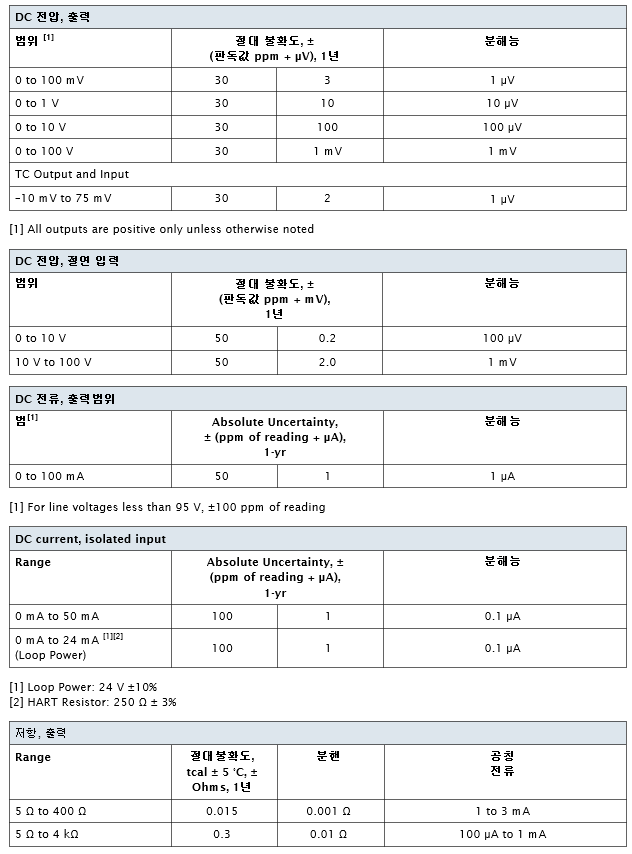 DC 전압, 출력
범위 [1] 절대 불확도, ± 분해능
(판독값 ppm + µV), 1년
0 to 100 mV 30 3 1 µV
0 to 1 V 30 10 10 µV
0 to 10 V 30 100 100 µV
0 to 100 V 30 1 mV 1 mV
TC Output and Input
–10 mV to 75 mV 30 2 1 µV
[1] All outputs are positive only unless otherwise noted
DC 전압, 절연 입력
범위 절대 불확도, ± 분해능
(판독값 ppm + mV),
1년
0 to 10 V 50 0.2 100 µV
10 V to 100 V 50 2.0 1 mV
DC 전류, 출력범위
범[1] Absolute Uncertainty, 분해능
± (ppm of reading + µA),
1-yr
0 to 100 mA 50 1 1 µA
[1] For line voltages less than 95 V, ±100 ppm of reading
DC current, isolated input
Range Absolute Uncertainty, ± 분해능
(ppm of reading + µA),
1-yr
0 mA to 50 mA 100 1 0.1 µA
0 mA to 24 mA [1][2]
(Loop Power) 100 1 0.1 µA
[1] Loop Power: 24 V ±10%
[2] HART Resistor: 250 Ω ± 3%
저항, 출력
Range 절대불확도, 분핸 공칭
tcal ± 5 °C, ± 전류
Ohms, 1년
5 Ω to 400 Ω 0.015 0.001 Ω 1 to 3 mA
5 Ω to 4 kΩ 0.3 0.01 Ω 100 µA to 1 mA